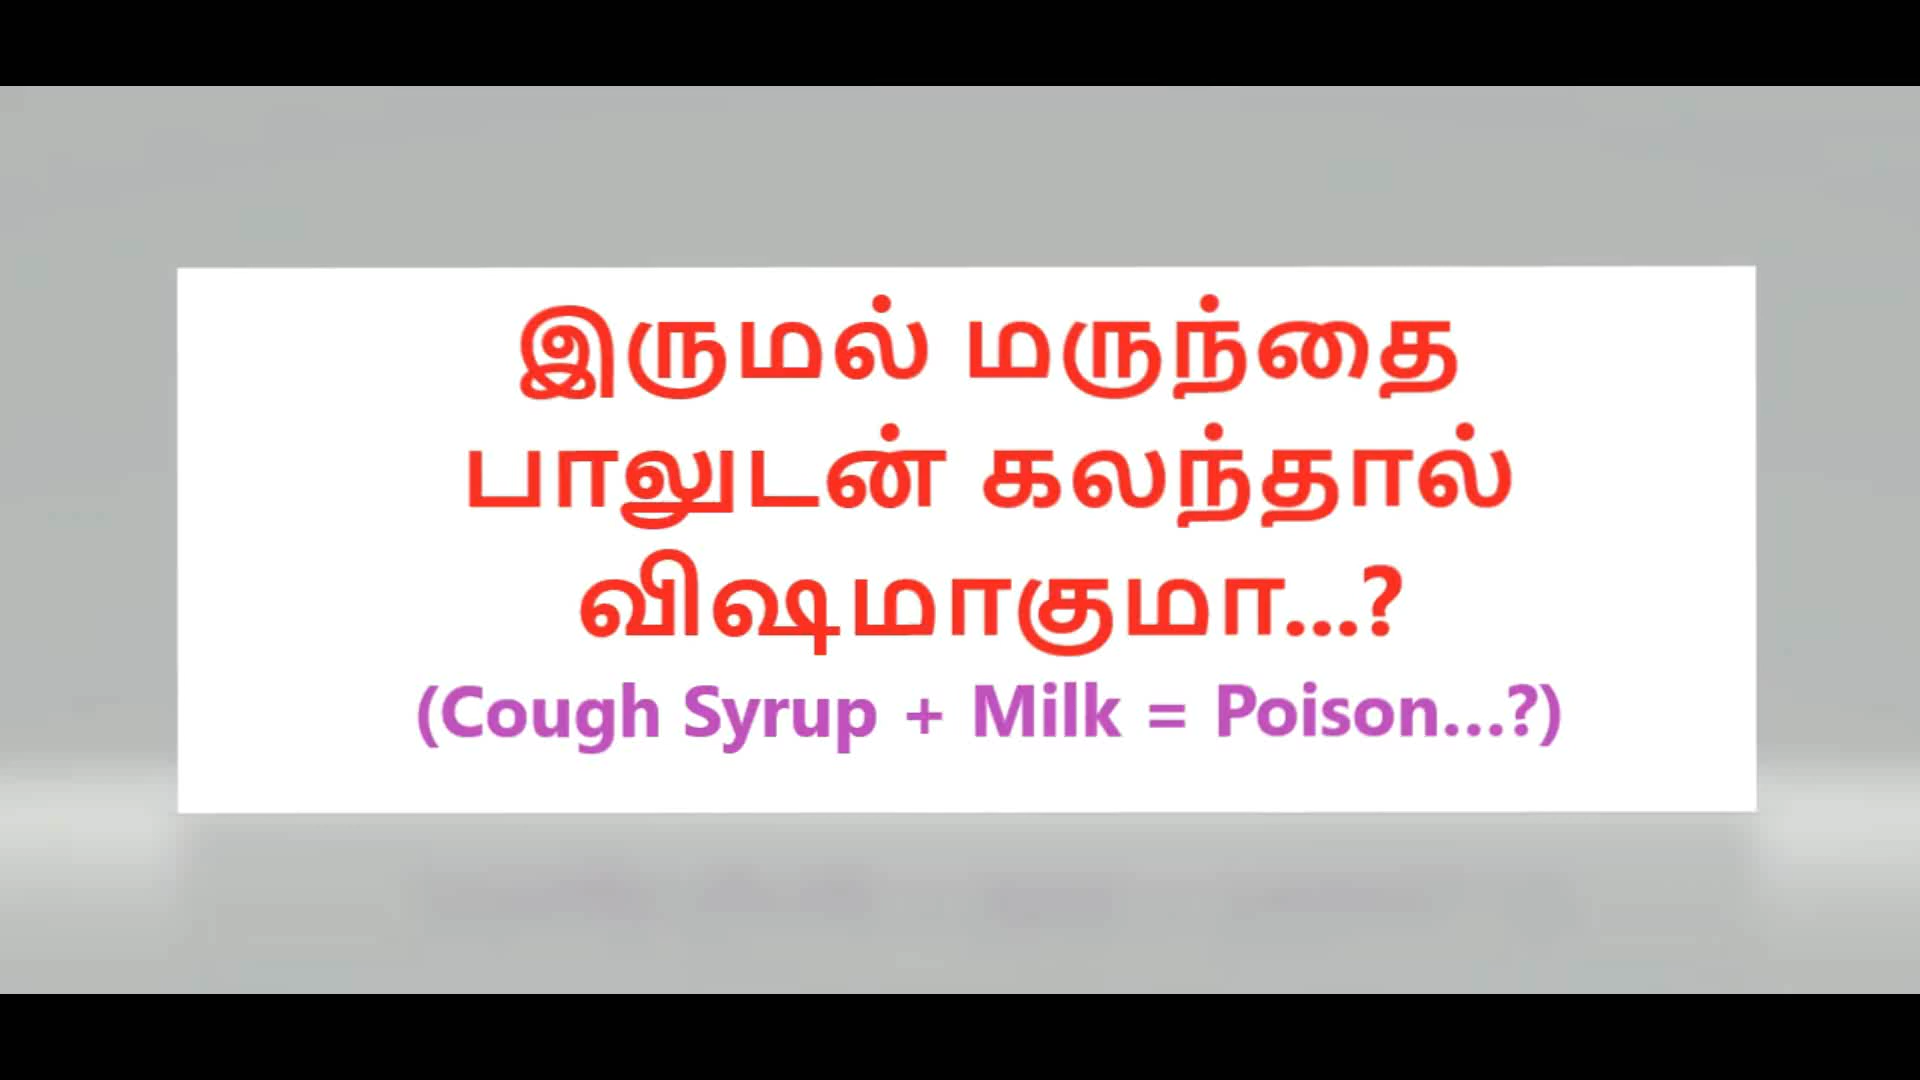 இருமல் மருந்தை
பாலுடன் கலந்தால்
விஷமாகுமா...?
(Cough Syrup + Milk = Poison...?)